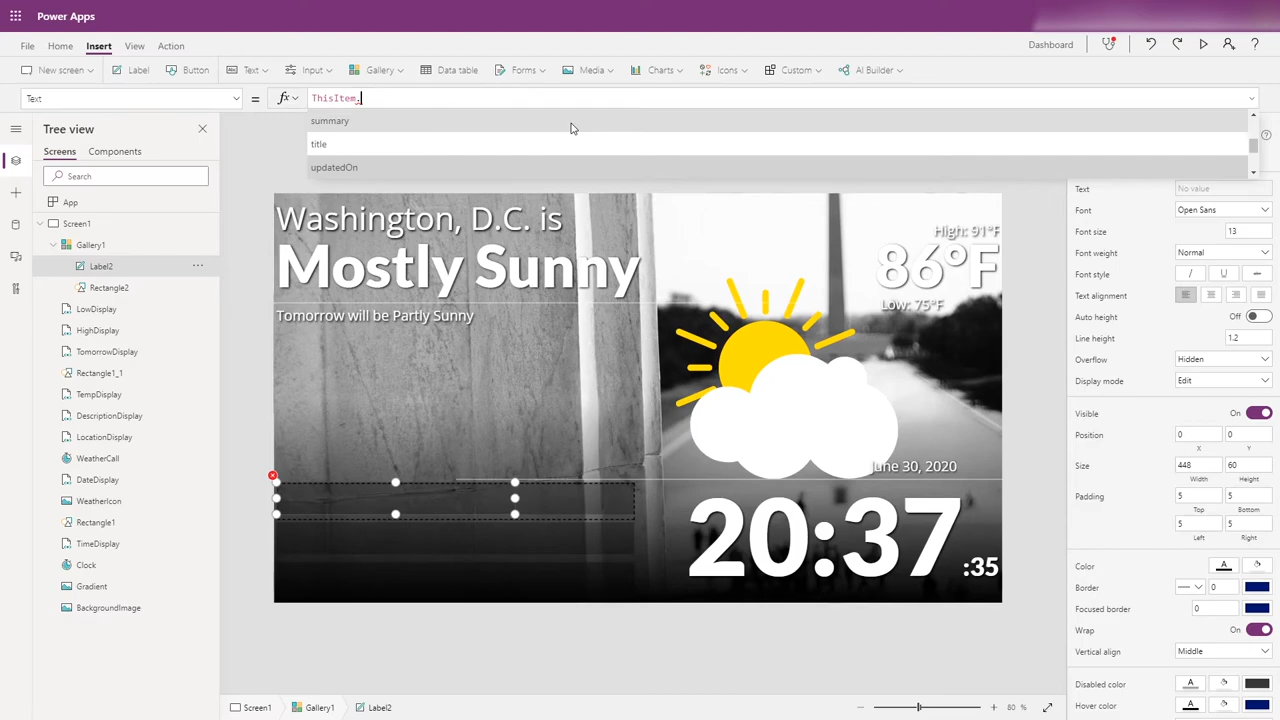 Power Apps
File Home Insert View Action Dashboard
New screen Label Button Text Input Gallery Data table Forms Media Charts Icons Custom AI Builder
Text = fx ThisItem.
summary
title
updatedOn
Tree view
Screens Components
Search
App
Screen1
Gallery1
Label2
Rectangle2
LowDisplay
HighDisplay
TomorrowDisplay
Rectangle1_1
TempDisplay
DescriptionDisplay
LocationDisplay
WeatherCall
DateDisplay
WeatherIcon
Rectangle1
TimeDisplay
Clock
Gradient
BackgroundImage
Washington, D.C. is
Mostly Sunny
Tomorrow will be Partly Sunny
High: 91°F
86°F
Low: 75°F
June 30, 2020
20:37 :35
Text No value
Font Open Sans
Font size 13
Font weight Normal
Font style / U abc
Text alignment
Auto height Off
Line height 1.2
Overflow Hidden
Display mode Edit
Visible On
Position 0 0
X Y
Size 448 60
Width Height
Padding 5 5
Top Bottom
5 5
Left Right
Color A
Border 0
Focused border 0
Wrap On
Vertical align Middle
Disabled color A
Hover color A
Screen1 Gallery1 Label2 80 %